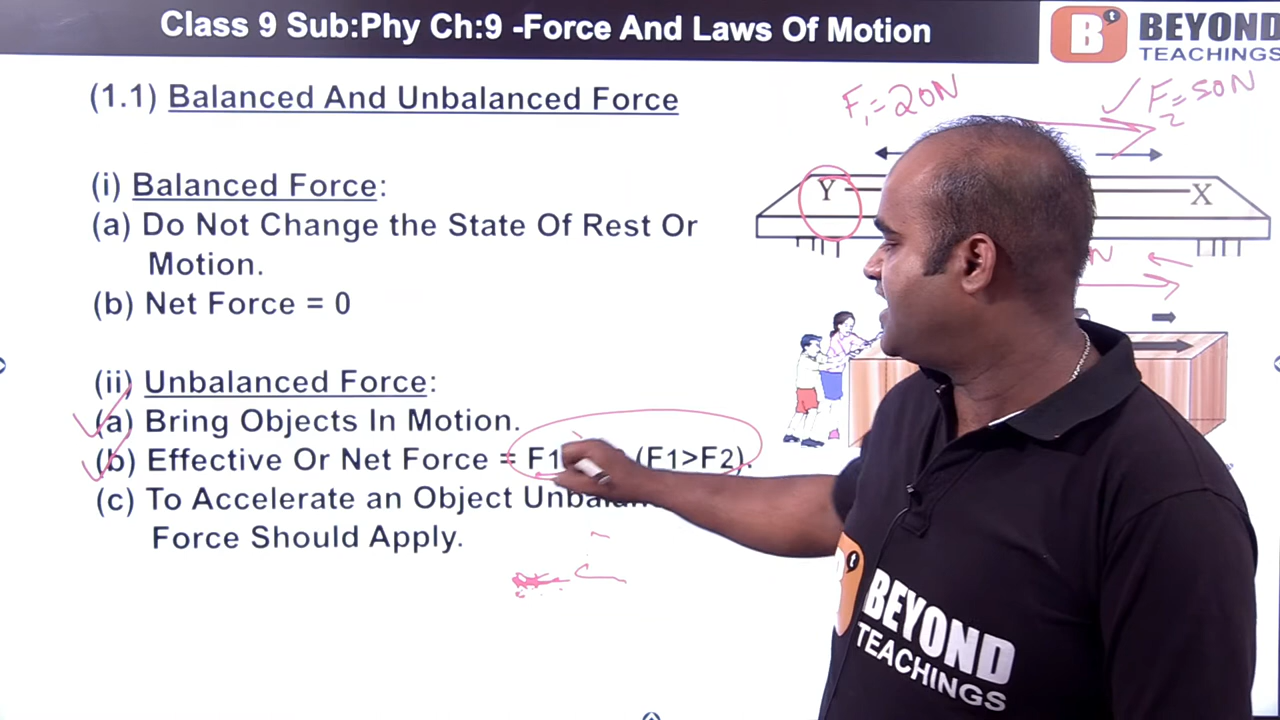 Class 9 Sub:Phy Ch:9 -Force And Laws Of Motion
BEYOND
TEACHINGS
(1.1) Balanced And Unbalanced Force
F1=20N
F2=50N
(i) Balanced Force:
Y
X
(a) Do Not Change the State Of Rest Or
Motion.
N
(b) Net Force = 0
(ii) Unbalanced Force:
(a) Bring Objects In Motion.
(b) Effective Or Net Force = F1 (F1>F2).
(c) To Accelerate an Object
Force Should Apply.
BEYOND
TEACHINGS